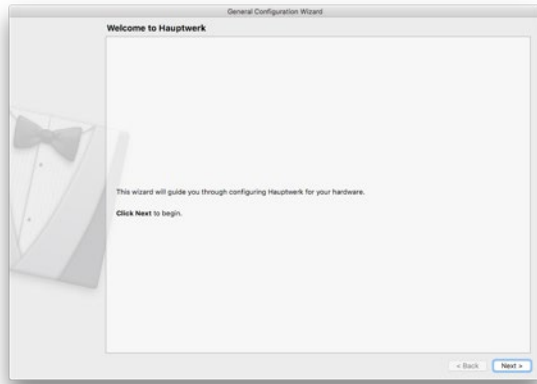 General Configuration Wizard
Welcome to Hauptwerk
This wizard will guide you through configuring Hauptwerk for your hardware.
Click Next to begin.
< Back
Next >